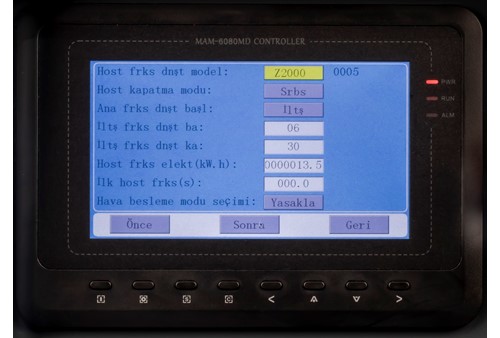 MAM-6080MD CONTROLLER
Host frks dnşt model: Z2000 0005
Host kapatma modu: Srbs
Ana frks dnşt başl: Iltş
Iltş frks dnşt ba: 06
Iltş frks dnşt ka: 30
Host frks elekt(kW.h): 0000013.5
Ilk host frks(s): 000.0
Hava besleme modu seçimi: Yasakla
Önce Sonra Geri
PWR
RUN
ALM